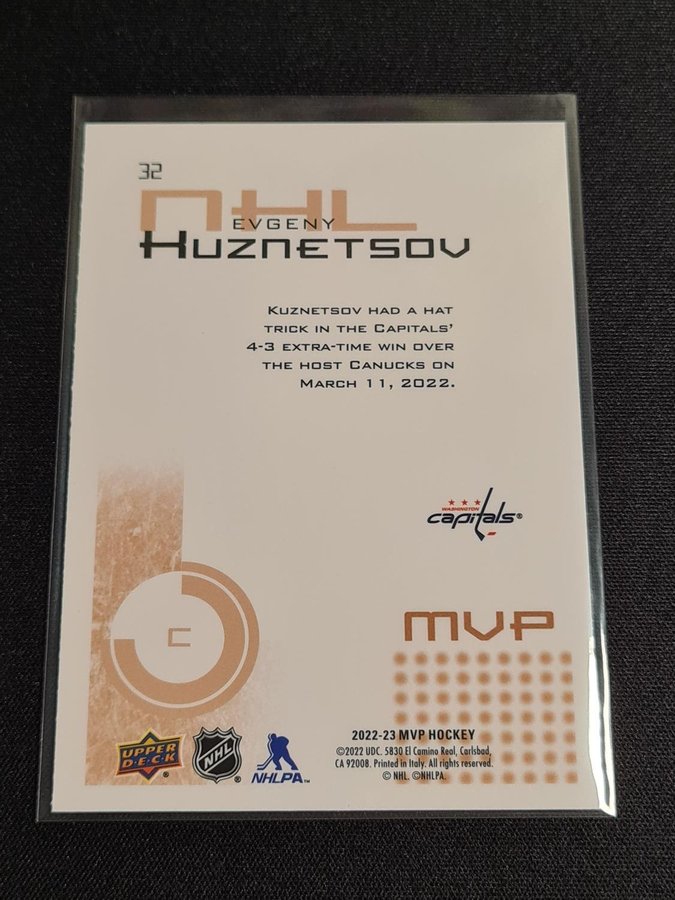 32
NHL
EVGENY
KUZNETSOV
KUZNETSOV HAD A HAT
TRICK IN THE CAPITALS'
4-3 EXTRA-TIME WIN OVER
THE HOST CANUCKS ON
MARCH 11, 2022.
WASHINGTON
capitals®
C
MVP
2022-23 MVP HOCKEY
©2022 UDC. 5830 El Camino Real, Carlsbad,
CA 92008. Printed in Italy. All rights reserved.
© NHL. ©NHLPA.
UPPER
DECK®
NHL®
NHLPA™